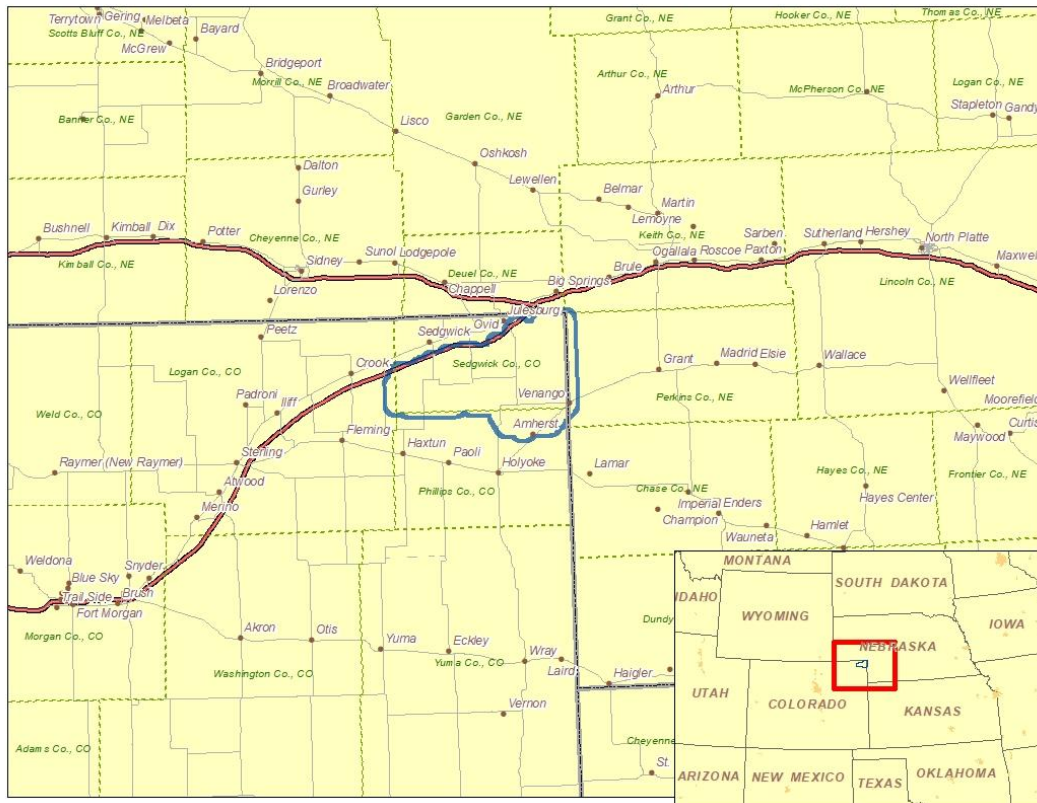 Terrytown
Gering
Melbeta
Scotts Bluff Co., NE
McGrew
Bayard
Bridgeport
Morrill Co., NE
Broadwater
Banner Co., NE
Lisco
Garden Co., NE
Grant Co., NE
Hooker Co., NE
Thomas Co., NE
Arthur Co., NE
Arthur
McPherson Co., NE
Logan Co., NE
Stapleton
Gandy
Oshkosh
Dalton
Gurley
Lewellen
Belmar
Martin
Lemoyne
Keith Co., NE
Bushnell
Kimball
Dix
Potter
Kimball Co., NE
Cheyenne Co., NE
Sidney
Sunol
Lodgepole
Deuel Co., NE
Chappell
Big Springs
Brule
Ogallala
Roscoe
Paxton
Sarben
Sutherland
Hershey
North Platte
Maxwell
Lincoln Co., NE
Lorenzo
Peetz
Julesburg
Ovid
Sedgwick
Sedgwick Co., CO
Crook
Logan Co., CO
Padroni
Iliff
Weld Co., CO
Venango
Grant
Madrid
Elsie
Wallace
Perkins Co., NE
Wellfleet
Moorefield
Curtis
Maywood
Amherst
Fleming
Haxtun
Paoli
Holyoke
Phillips Co., CO
Raymer (New Raymer)
Sterling
Atwood
Merino
Lamar
Chase Co., NE
Imperial
Enders
Champion
Wauneta
Hamlet
Hayes Co., NE
Hayes Center
Frontier Co., NE
Weldona
Blue Sky
Snyder
Trail Side
Brush
Fort Morgan
Morgan Co., CO
Akron
Otis
Washington Co., CO
Yuma
Eckley
Yuma Co., CO
Wray
Laird
Haigler
Dundy
Vernon
Adams Co., CO
Cheyenne
St.
MONTANA
SOUTH DAKOTA
IDAHO
WYOMING
IOWA
NEBRASKA
UTAH
COLORADO
KANSAS
ARIZONA
NEW MEXICO
TEXAS
OKLAHOMA